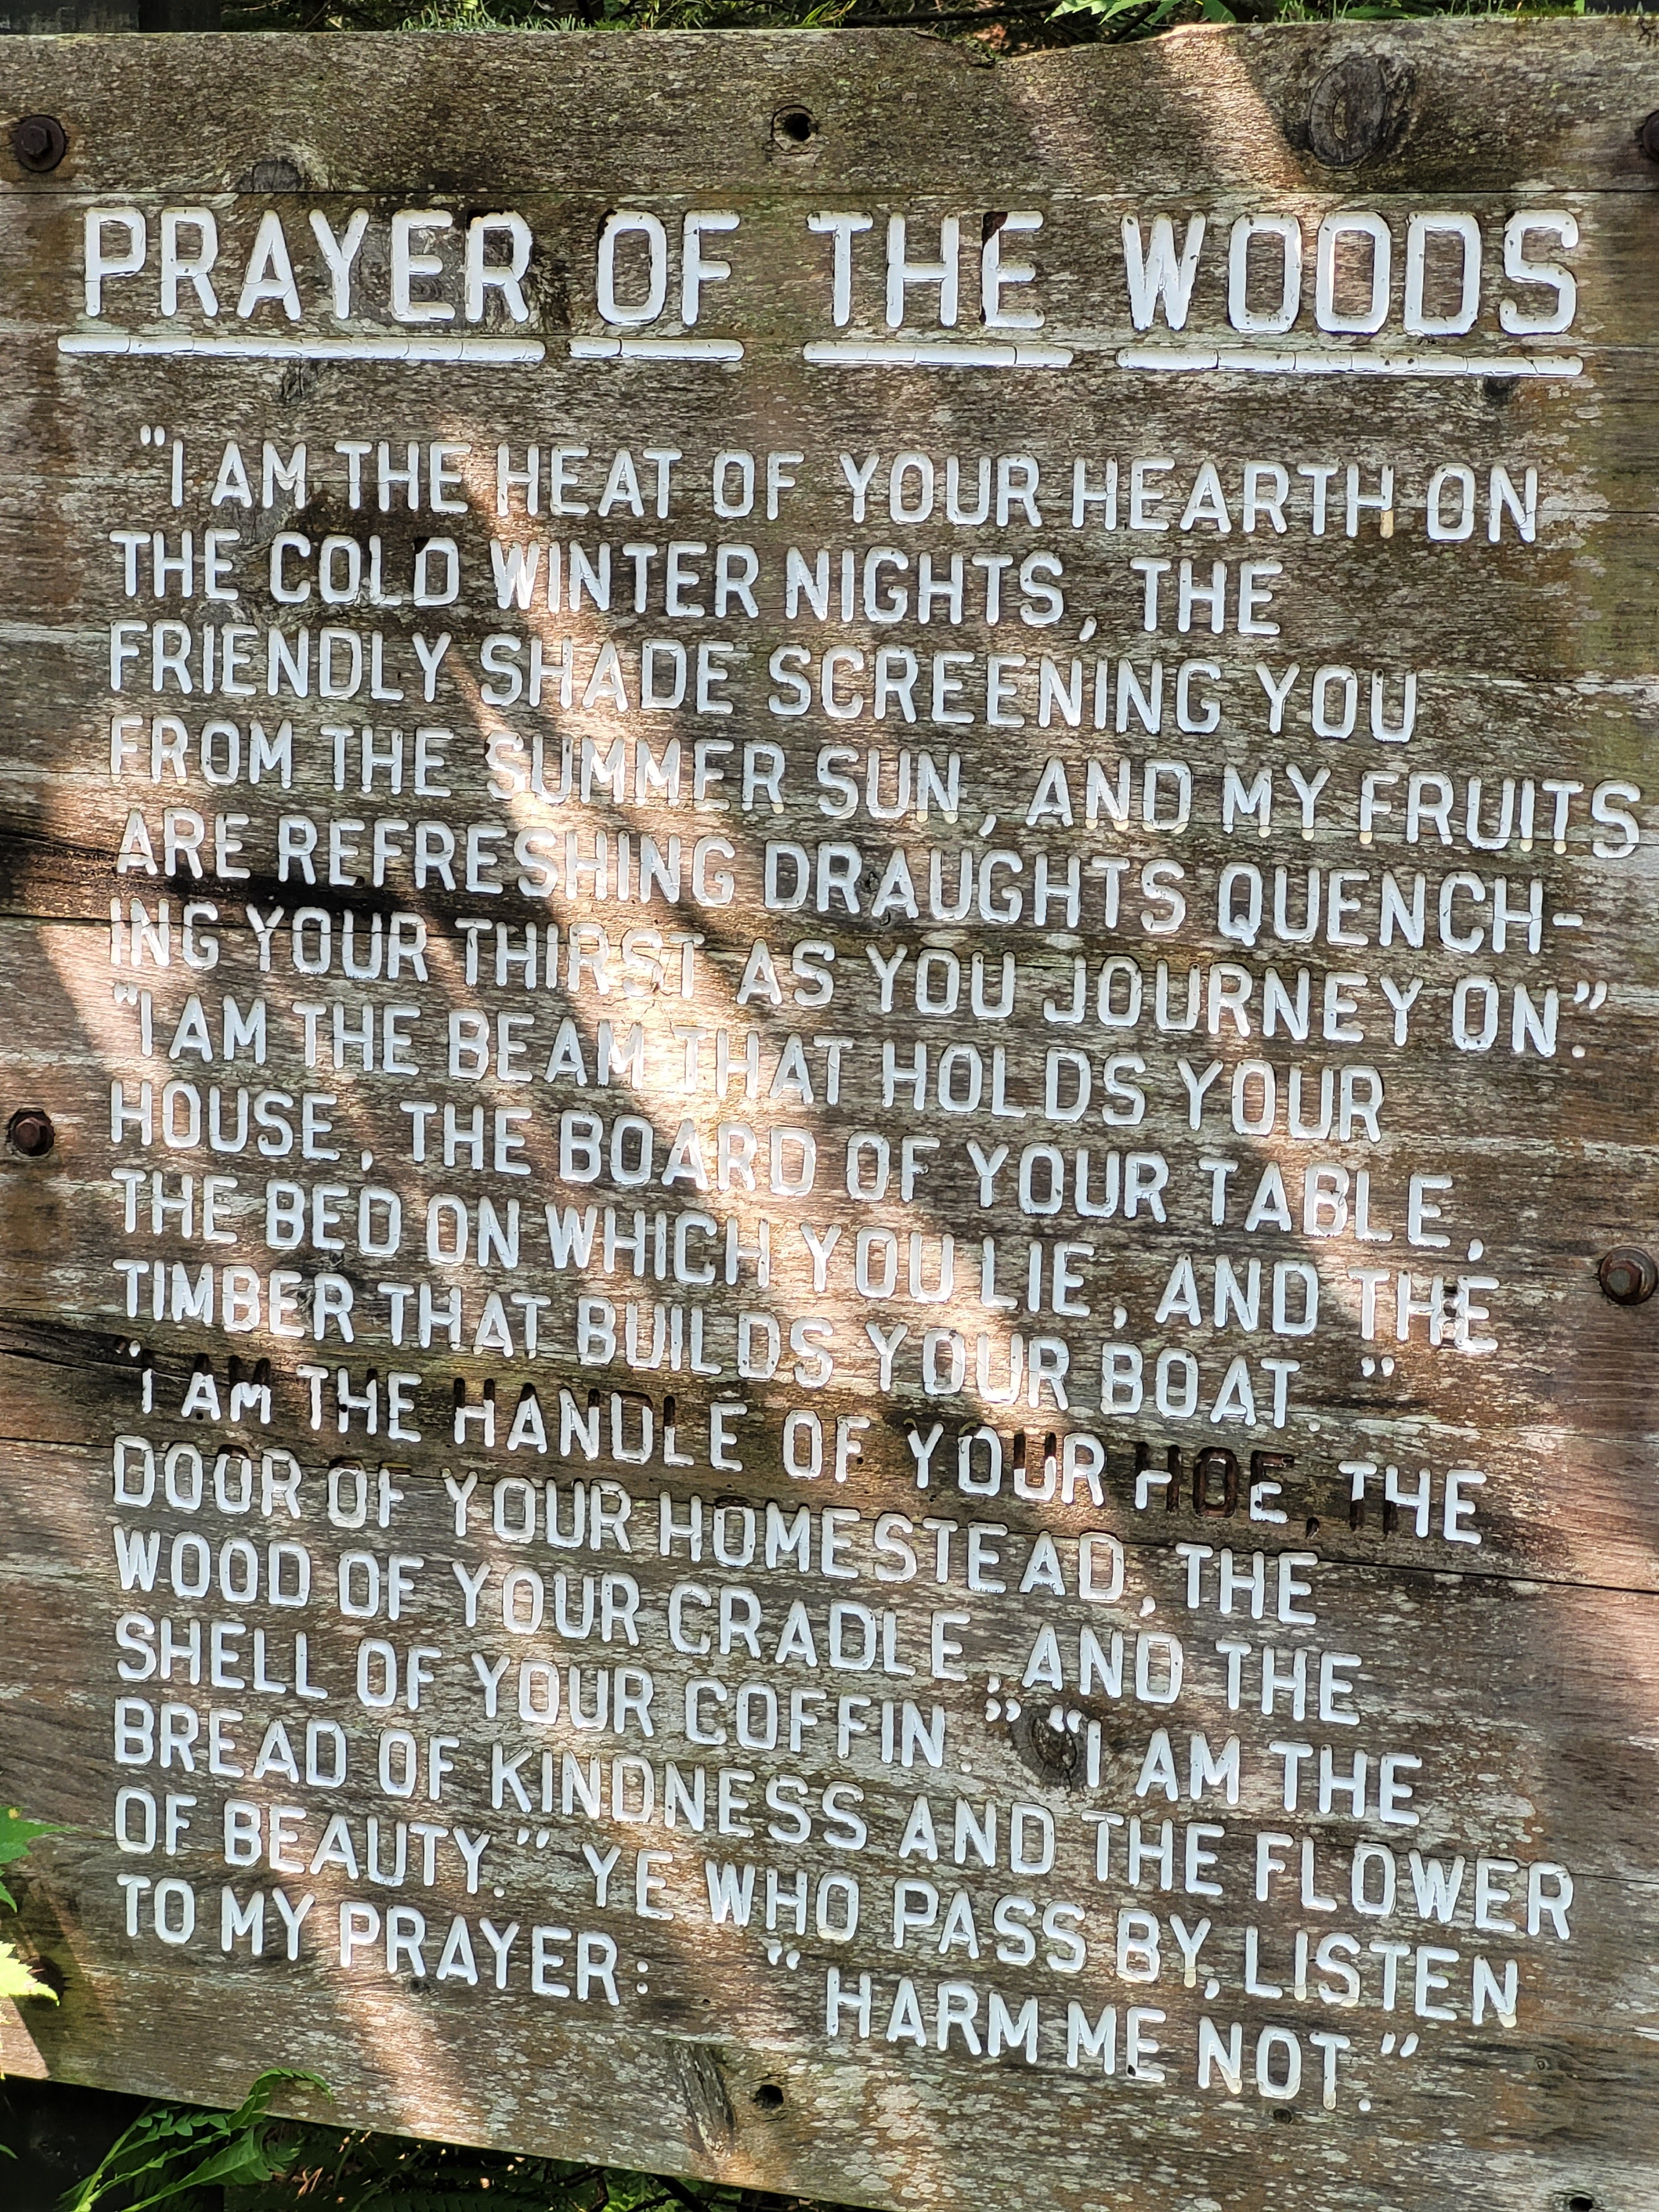 PRAYER OF THE WOODS
"I AM THE HEAT OF YOUR HEARTH ON
THE COLD WINTER NIGHTS, THE
FRIENDLY SHADE SCREENING YOU
FROM THE SUMMER SUN, AND MY FRUITS
ARE REFRESHING DRAUGHTS QUENCH-
ING YOUR THIRST AS YOU JOURNEY ON."
"I AM THE BEAM THAT HOLDS YOUR
HOUSE, THE BOARD OF YOUR TABLE,
THE BED ON WHICH YOU LIE, AND THE
TIMBER THAT BUILDS YOUR BOAT."
"I AM THE HANDLE OF YOUR HOE, THE
DOOR OF YOUR HOMESTEAD, THE
WOOD OF YOUR CRADLE, AND THE
SHELL OF YOUR COFFIN." "I AM THE
BREAD OF KINDNESS AND THE FLOWER
OF BEAUTY." YE WHO PASS BY, LISTEN
TO MY PRAYER: "HARM ME NOT."